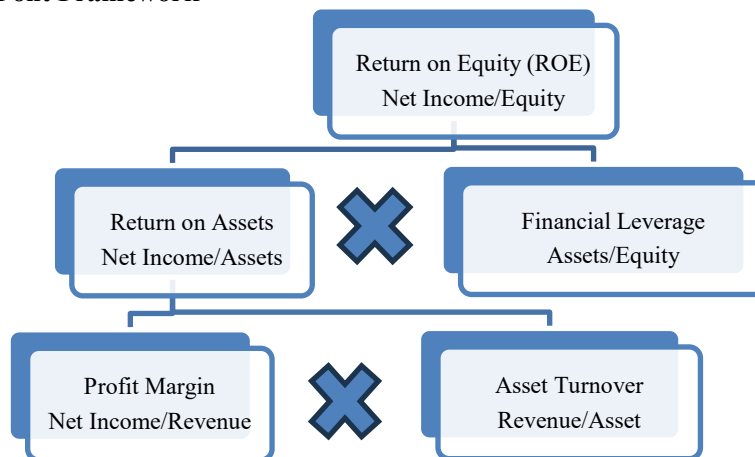 Return on Equity (ROE)
Net Income/Equity
Return on Assets
Net Income/Assets
Financial Leverage
Assets/Equity
Profit Margin
Net Income/Revenue
Asset Turnover
Revenue/Asset